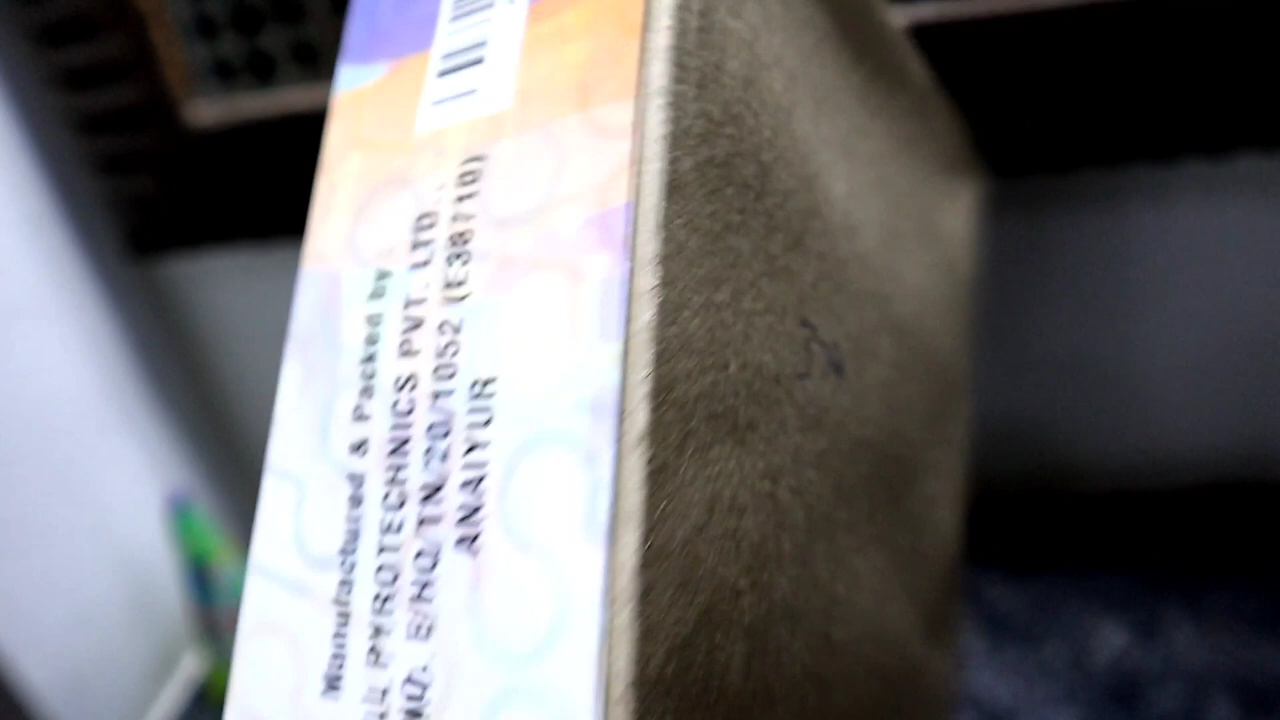 Manufactured & Packed by
PYROTECHNICS PVT. LTD.
E/HQ/TN/20/1052 (E38710)
ANAIYUR